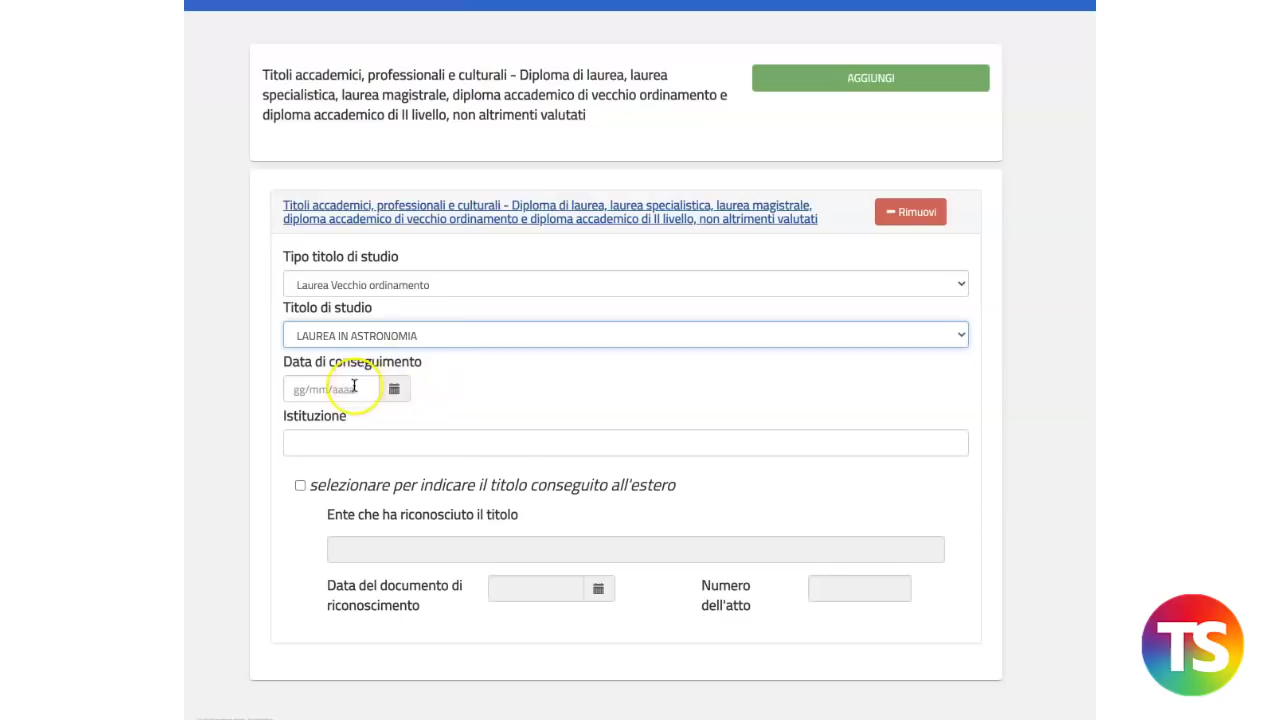 Titoli accademici, professionali e culturali - Diploma di laurea, laurea
specialistica, laurea magistrale, diploma accademico di vecchio ordinamento e
diploma accademico di II livello, non altrimenti valutati
AGGIUNGI
Titoli accademici, professionali e culturali - Diploma di laurea, laurea specialistica, laurea magistrale,
diploma accademico di vecchio ordinamento e diploma accademico di II livello, non altrimenti valutati
Rimuovi
Tipo titolo di studio
Laurea Vecchio ordinamento
Titolo di studio
LAUREA IN ASTRONOMIA
Data di conseguimento
gg/mm/aaaa
Istituzione
selezionare per indicare il titolo conseguito all'estero
Ente che ha riconosciuto il titolo
Data del documento di
riconoscimento
Numero
dell'atto
TS